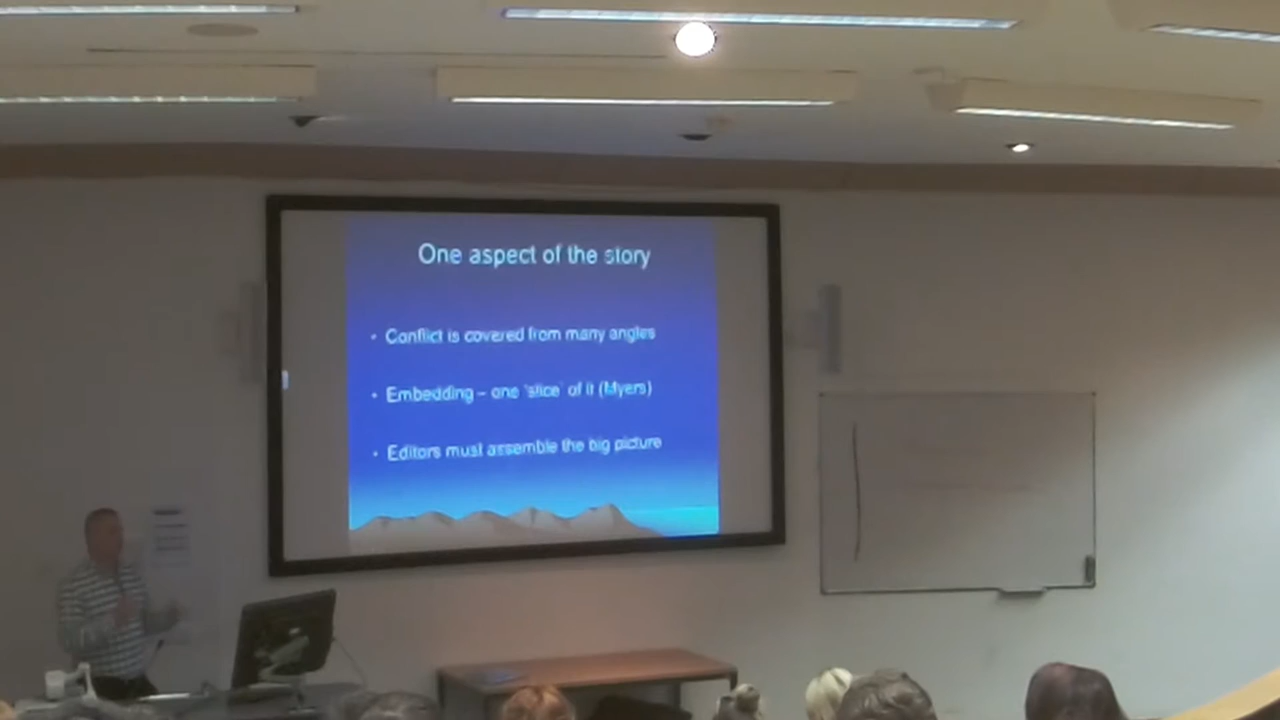 One aspect of the story
• Conflict is covered from many angles
• Embedding – one 'slice' of it (Myers)
• Editors must assemble the big picture